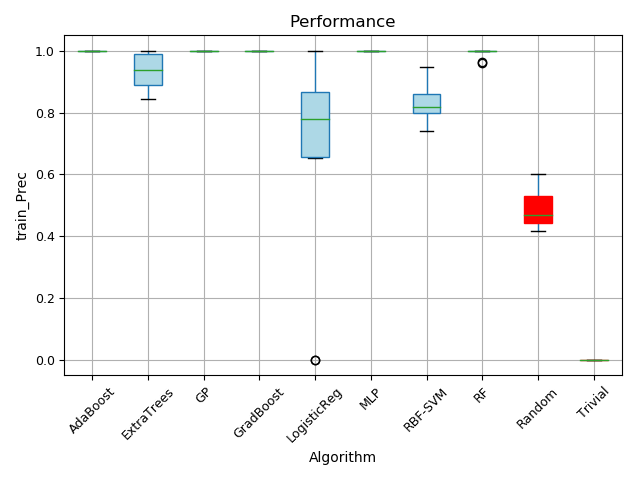 Performance
train_Prec
1.0
0.8
0.6
0.4
0.2
0.0
AdaBoost
ExtraTrees
GP
GradBoost
LogisticReg
MLP
RBF-SVM
RF
Random
Trivial
Algorithm